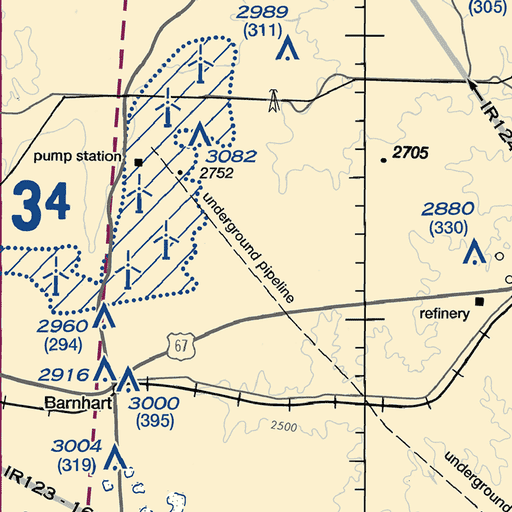 2989
(311)
(305)
IR124
pump station
3082
2752
2705
34
underground pipeline
2880
(330)
2960
(294)
67
refinery
2916
Barnhart
3000
(395)
2500
3004
(319)
underground
IR123 - 16